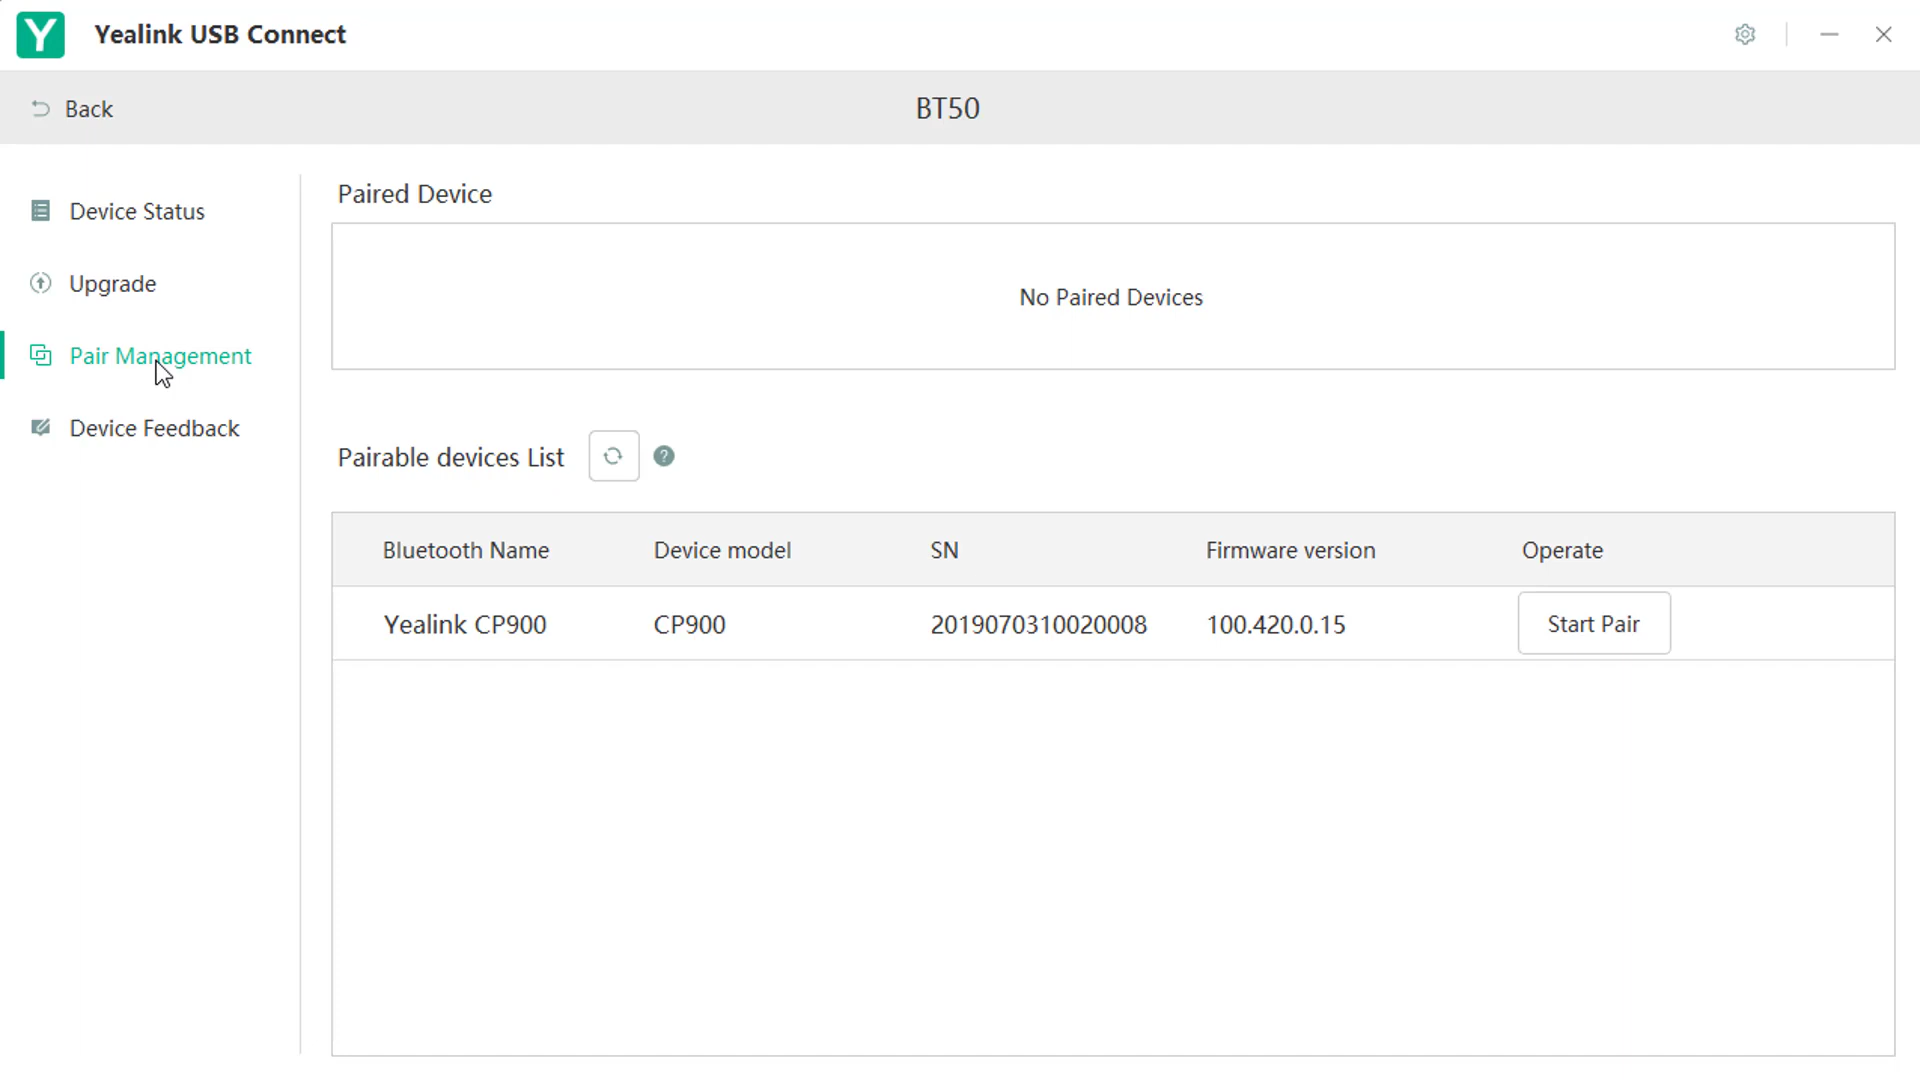 Y Yealink USB Connect
Back BT50
Device Status
Upgrade
Pair Management
Device Feedback
Paired Device
No Paired Devices
Pairable devices List ?
Bluetooth Name Device model SN Firmware version Operate
Yealink CP900 CP900 2019070310020008 100.420.0.15 Start Pair